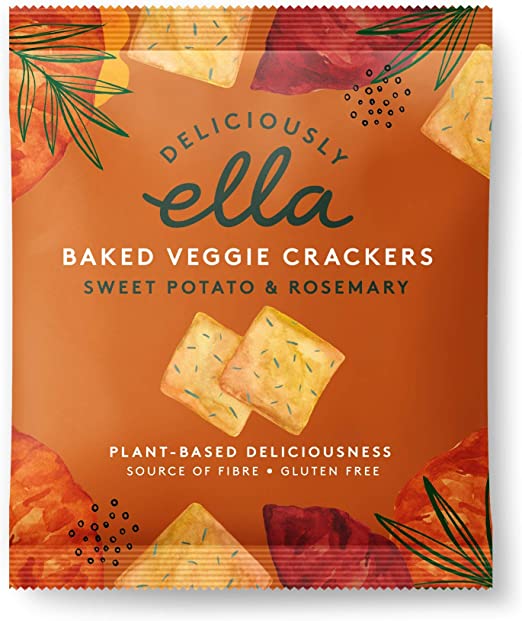 DELICIOUSLY
ella
BAKED VEGGIE CRACKERS
SWEET POTATO & ROSEMARY
PLANT-BASED DELICIOUSNESS
SOURCE OF FIBRE • GLUTEN FREE